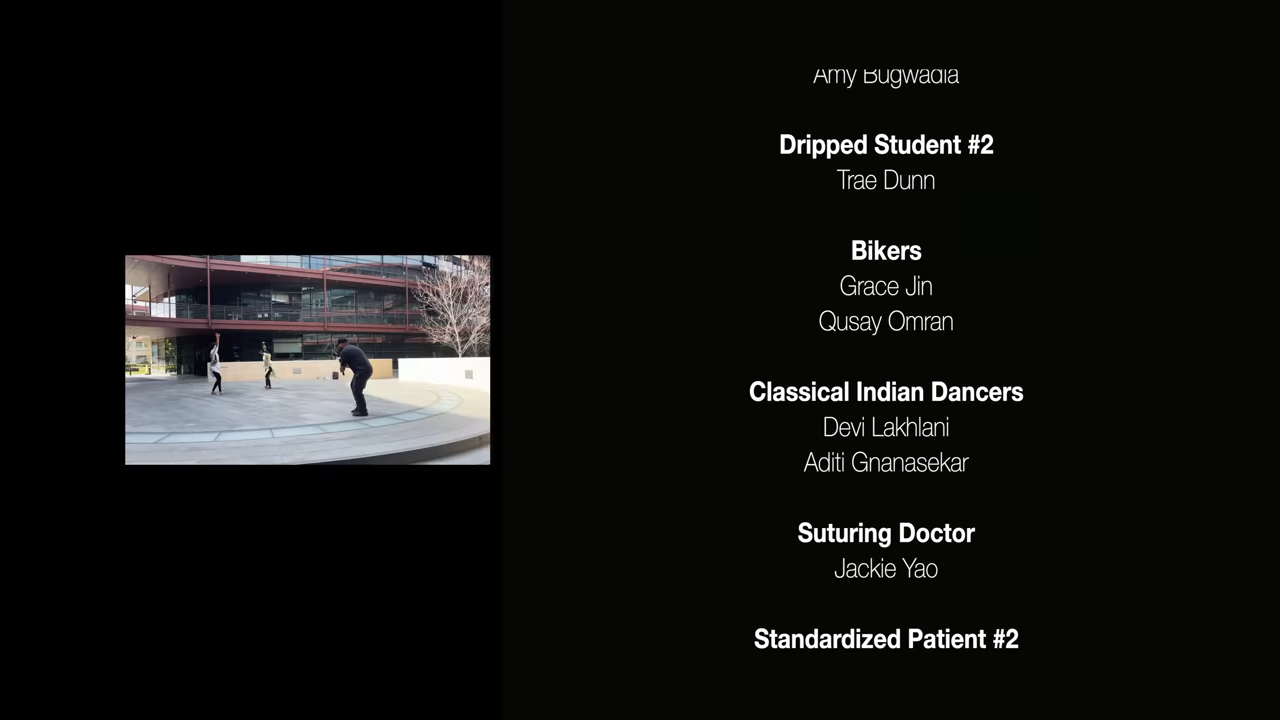 Amy Bugwadia
Dripped Student #2
Trae Dunn
Bikers
Grace Jin
Qusay Omran
Classical Indian Dancers
Devi Lakhlani
Aditi Gnanasekar
Suturing Doctor
Jackie Yao
Standardized Patient #2